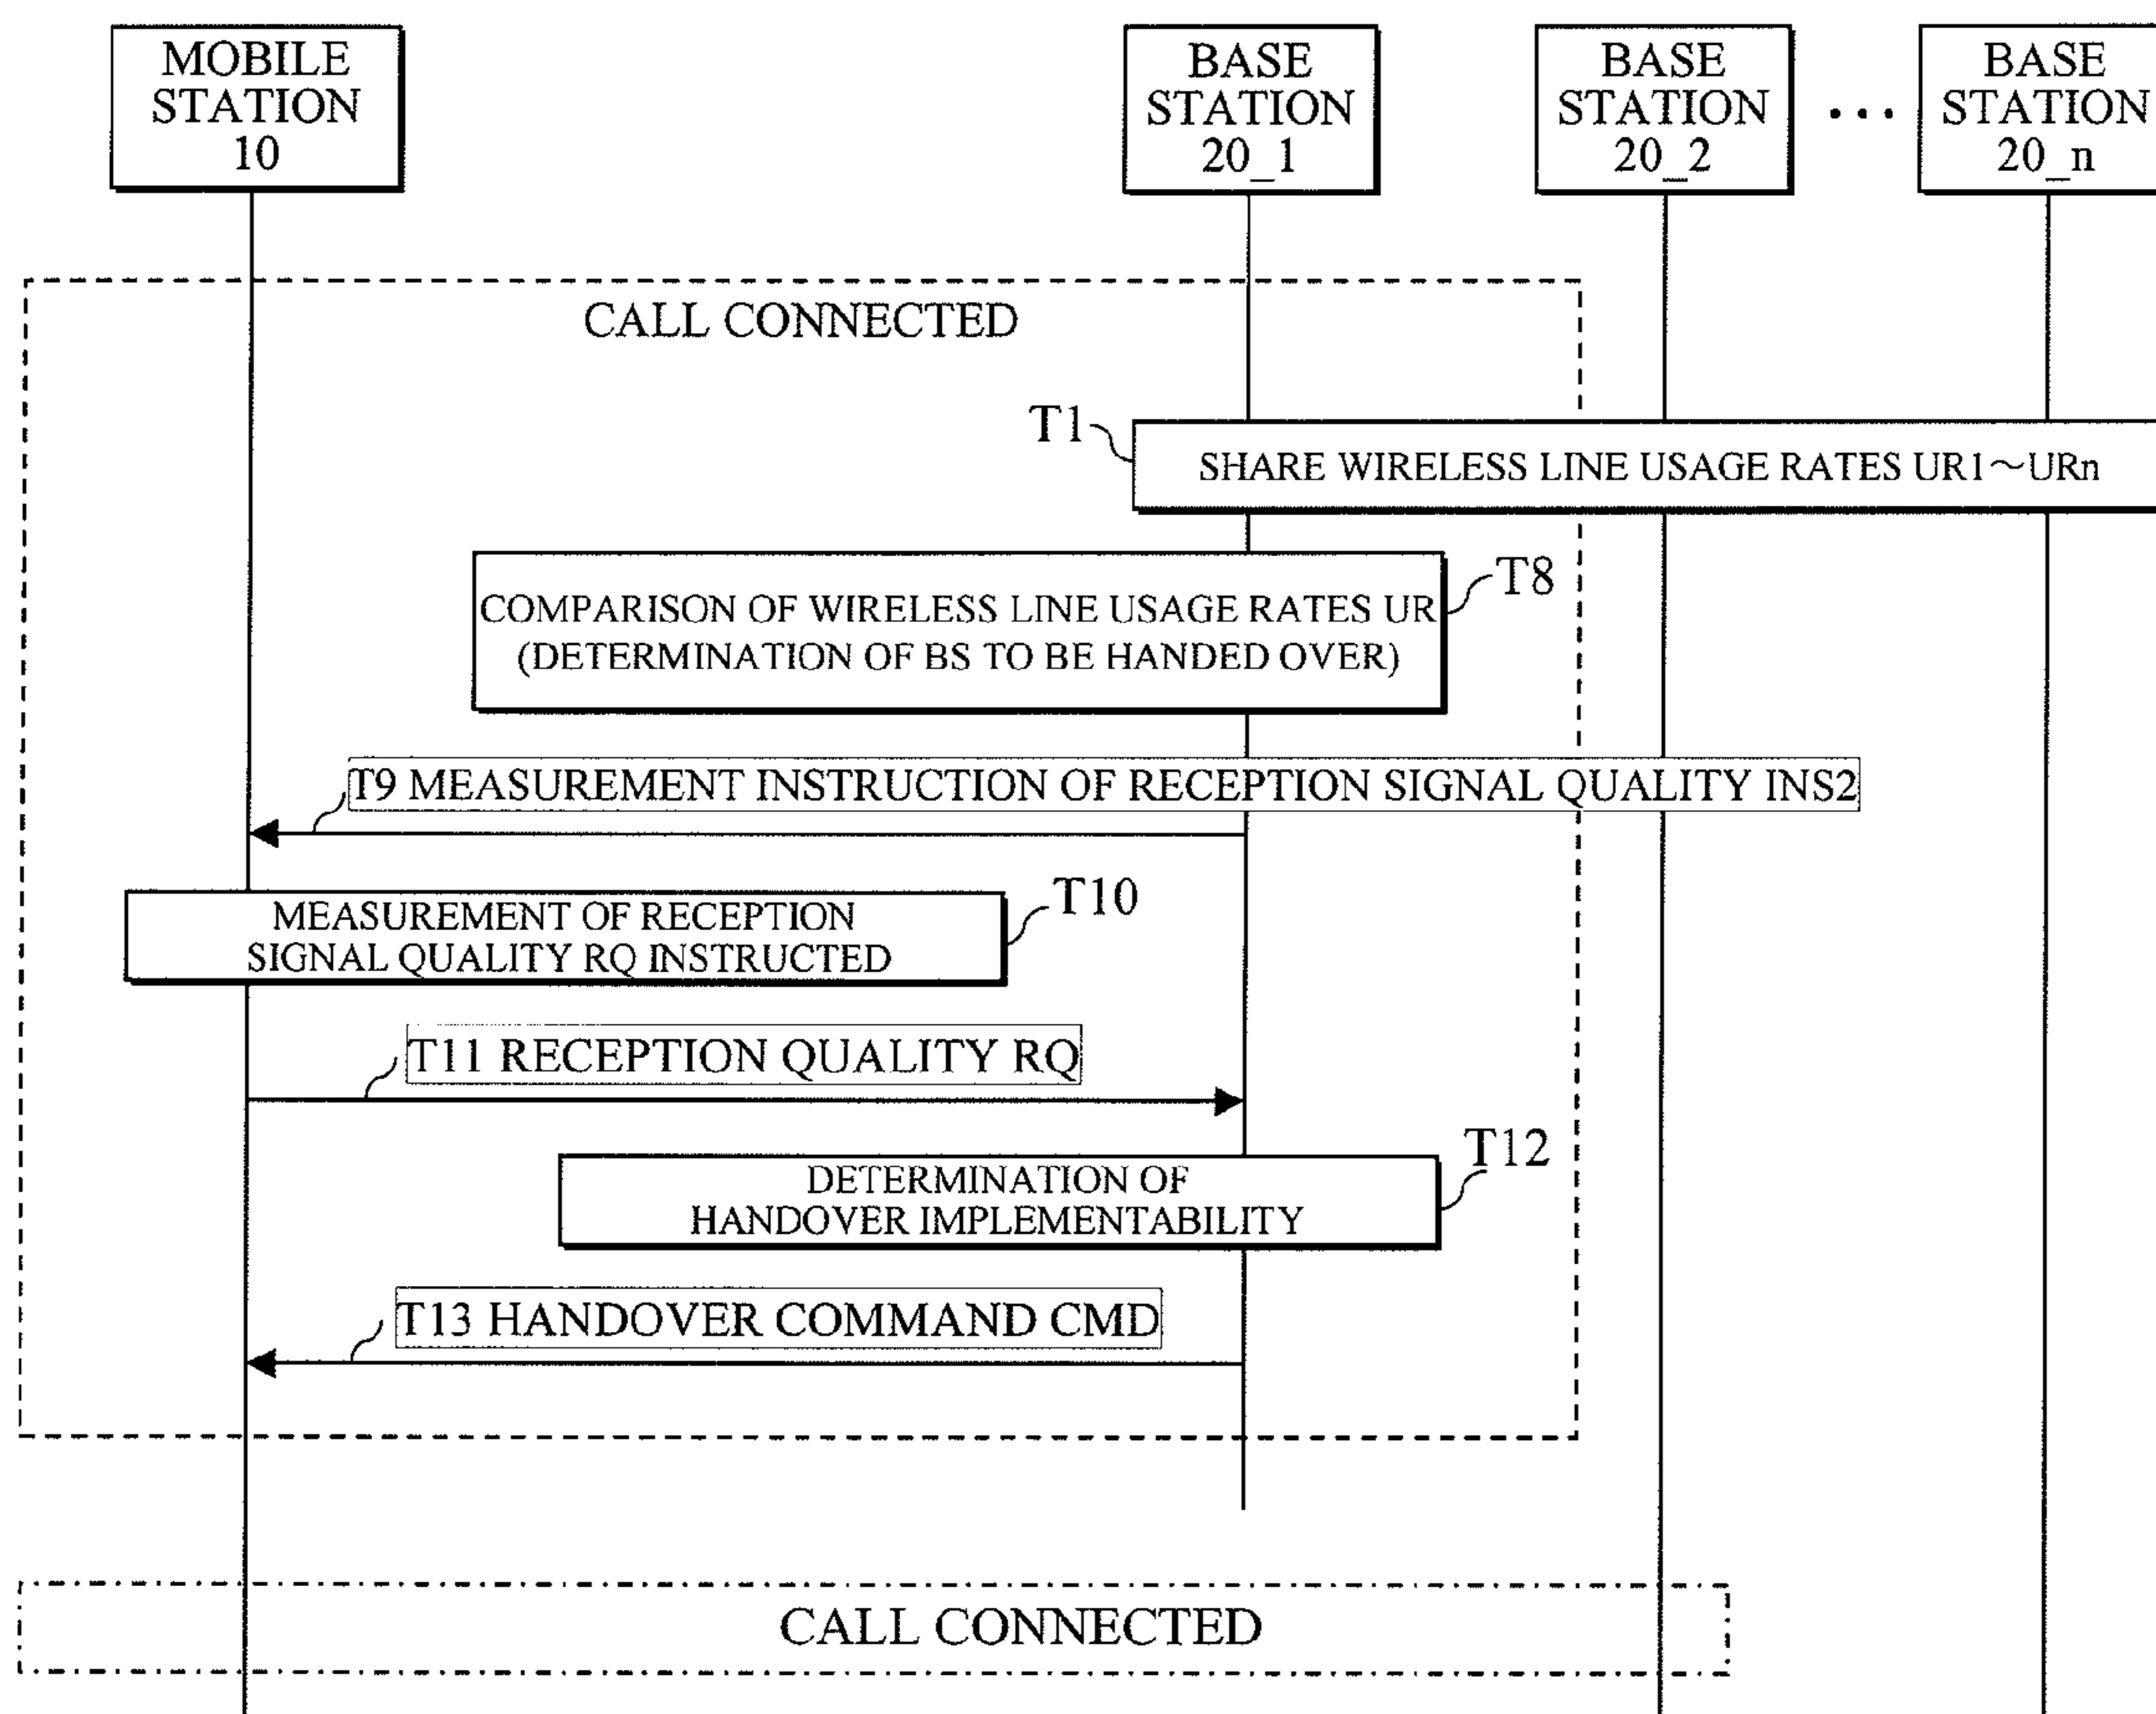 MOBILE
STATION
10
BASE
STATION
20_1
BASE
STATION
20_2
...
BASE
STATION
20_n
CALL CONNECTED
T1
SHARE WIRELESS LINE USAGE RATES UR1～URn
T8
COMPARISON OF WIRELESS LINE USAGE RATES UR
(DETERMINATION OF BS TO BE HANDED OVER)
T9 MEASUREMENT INSTRUCTION OF RECEPTION SIGNAL QUALITY INS2
T10
MEASUREMENT OF RECEPTION
SIGNAL QUALITY RQ INSTRUCTED
T11 RECEPTION QUALITY RQ
T12
DETERMINATION OF
HANDOVER IMPLEMENTABILITY
T13 HANDOVER COMMAND CMD
CALL CONNECTED